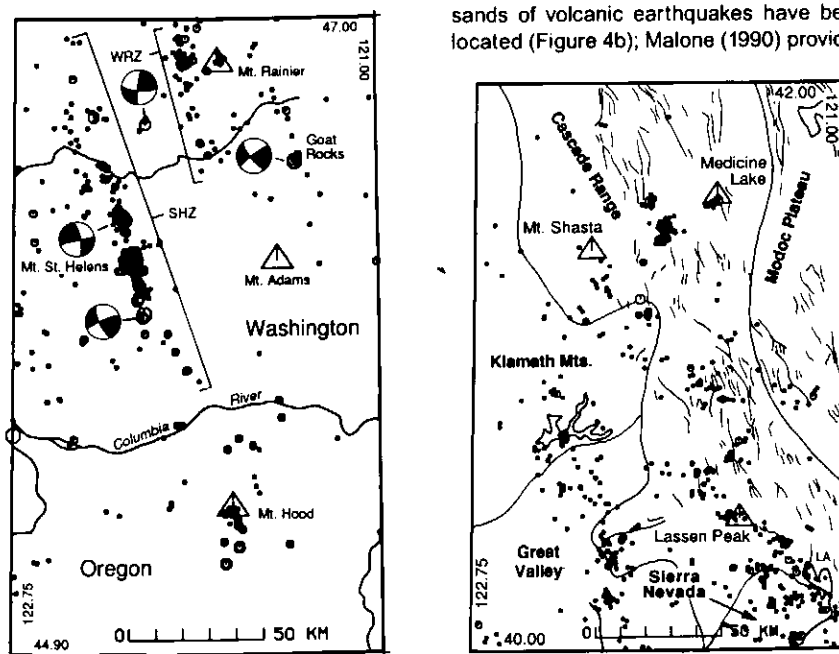 sands of volcanic earthquakes have be
located (Figure 4b); Malone (1990) provid
47.00
121.00
WRZ
Mt. Rainier
Goat
Rocks
SHZ
Mt. St. Helens
Mt. Adams
Washington
River
Columbia
Mt. Hood
Oregon
122.75
44.90
0 50 KM
42.00
121.00
Cascade Range
Medicine
Lake
Mt. Shasta
Modoc Plateau
Klamath Mts.
Lassen Peak
Great
Valley
LA
Sierra
Nevada
122.75
40.00
0 50 KM